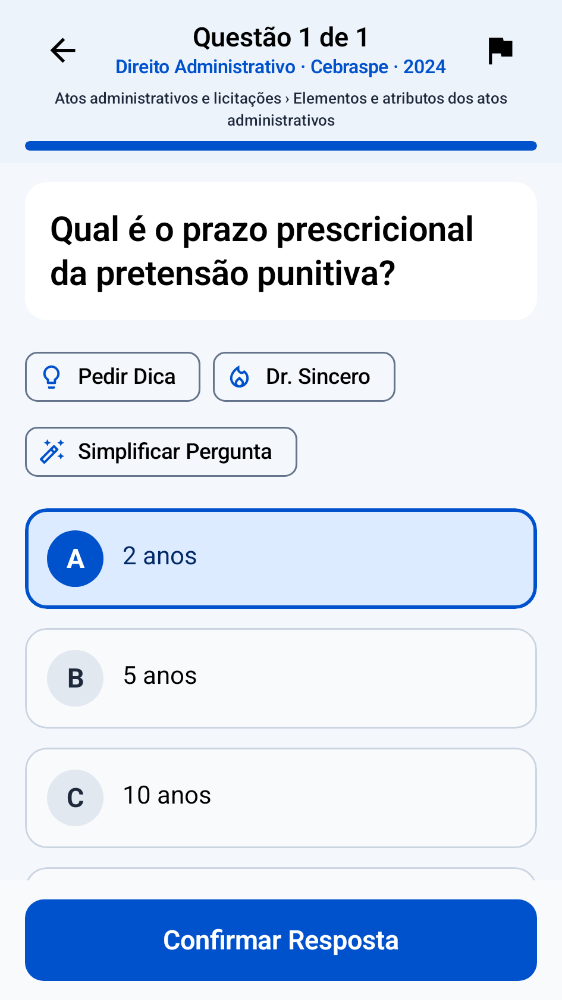 Questão 1 de 1
Direito Administrativo · Cebraspe · 2024
Atos administrativos e licitações › Elementos e atributos dos atos
administrativos
Qual é o prazo prescricional
da pretensão punitiva?
Pedir Dica
Dr. Sincero
Simplificar Pergunta
A 2 anos
B 5 anos
C 10 anos
Confirmar Resposta